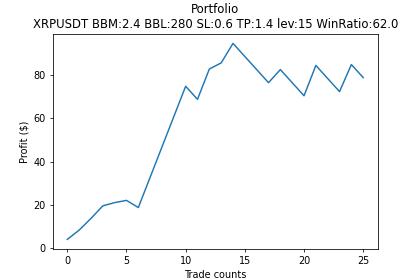 Portfolio
XRPUSDT BBM:2.4 BBL:280 SL:0.6 TP:1.4 lev:15 WinRatio:62.0
80
60
40
20
0
Profit ($)
0 5 10 15 20 25
Trade counts